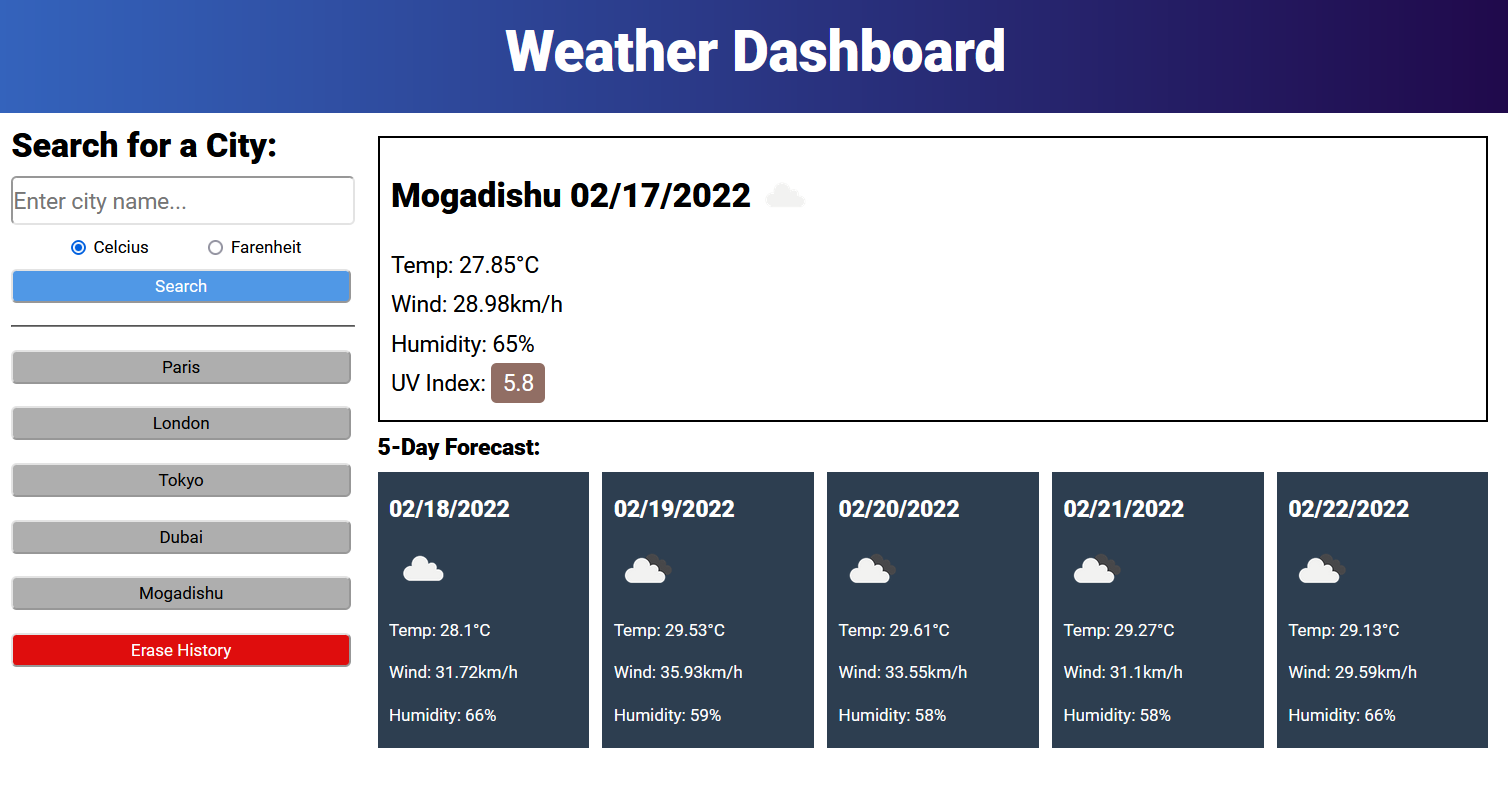 Weather Dashboard
Search for a City:
Enter city name...
Celcius
Farenheit
Search
Paris
London
Tokyo
Dubai
Mogadishu
Erase History
Mogadishu 02/17/2022
Temp: 27.85°C
Wind: 28.98km/h
Humidity: 65%
UV Index: 5.8
5-Day Forecast:
02/18/2022
Temp: 28.1°C
Wind: 31.72km/h
Humidity: 66%
02/19/2022
Temp: 29.53°C
Wind: 35.93km/h
Humidity: 59%
02/20/2022
Temp: 29.61°C
Wind: 33.55km/h
Humidity: 58%
02/21/2022
Temp: 29.27°C
Wind: 31.1km/h
Humidity: 58%
02/22/2022
Temp: 29.13°C
Wind: 29.59km/h
Humidity: 66%